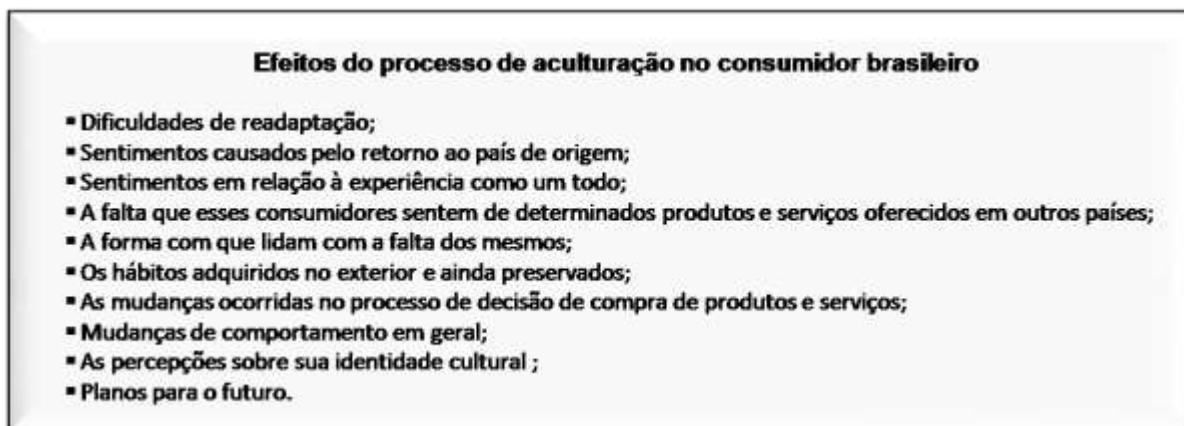 Efeitos do processo de aculturação no consumidor brasileiro
▪ Dificuldades de readaptação;
▪ Sentimentos causados pelo retorno ao país de origem;
▪ Sentimentos em relação à experiência como um todo;
▪ A falta que esses consumidores sentem de determinados produtos e serviços oferecidos em outros países;
▪ A forma com que lidam com a falta dos mesmos;
▪ Os hábitos adquiridos no exterior e ainda preservados;
▪ As mudanças ocorridas no processo de decisão de compra de produtos e serviços;
▪ Mudanças de comportamento em geral;
▪ As percepções sobre sua identidade cultural ;
▪ Planos para o futuro.